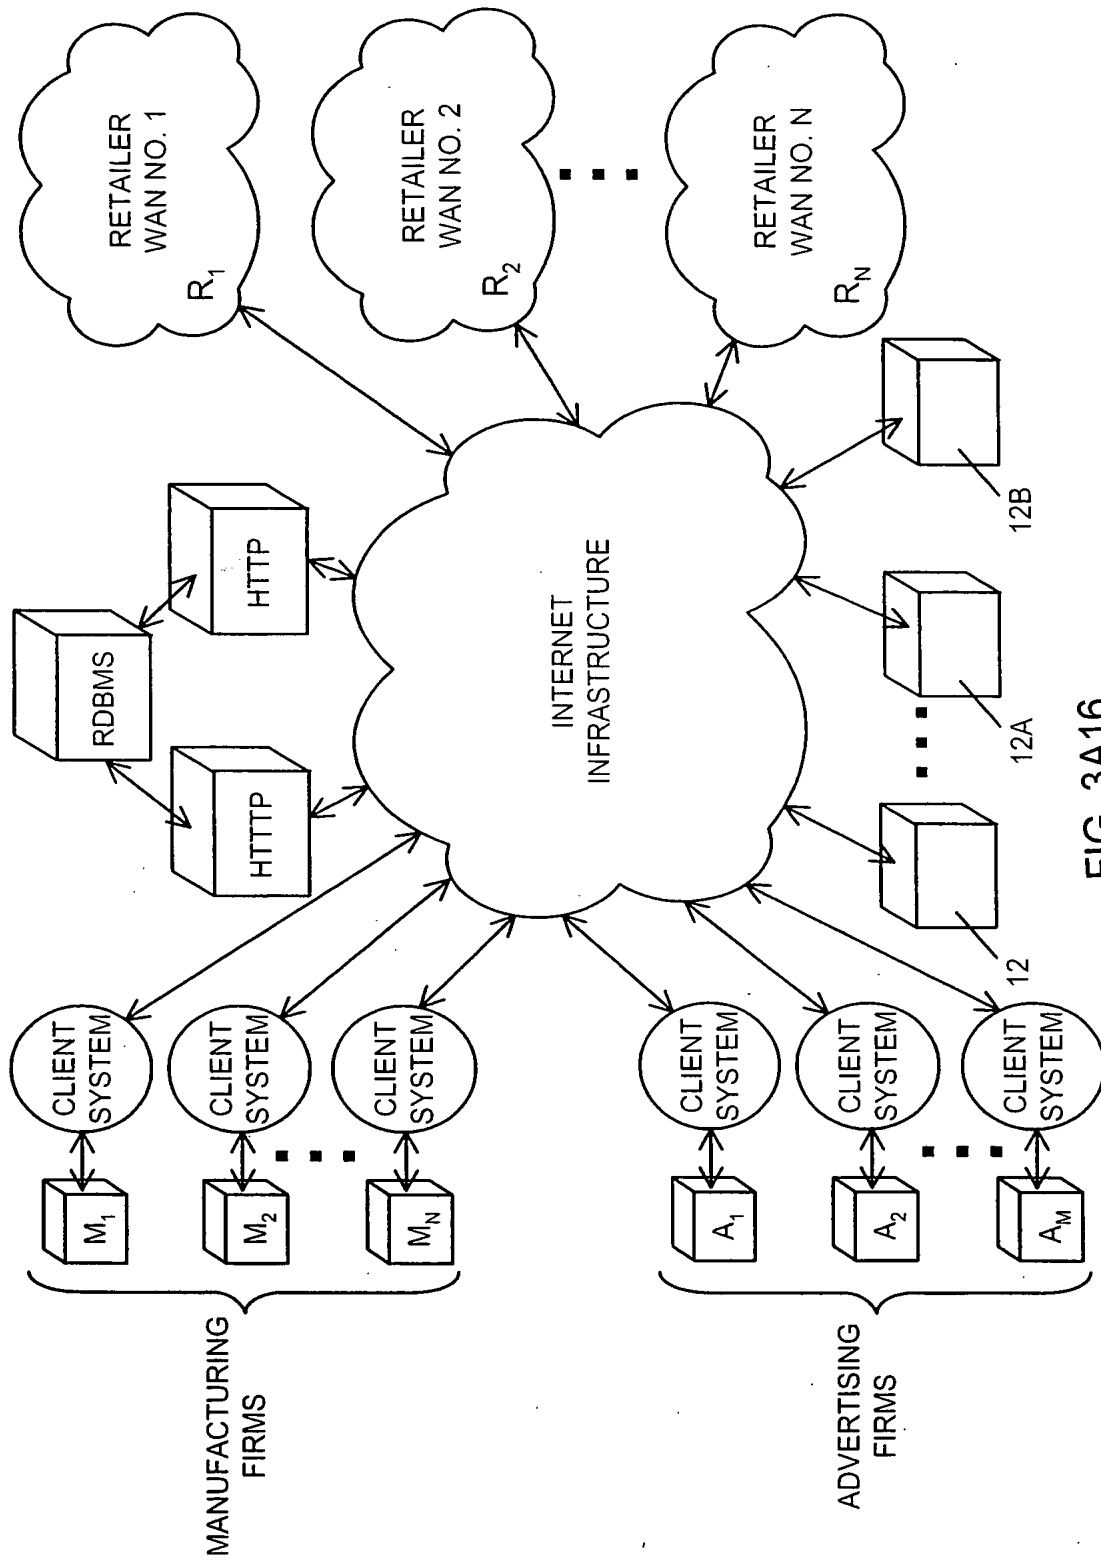 MANUFACTURING
FIRMS
M1
CLIENT
SYSTEM
M2
CLIENT
SYSTEM
MN
CLIENT
SYSTEM
ADVERTISING
FIRMS
A1
CLIENT
SYSTEM
A2
CLIENT
SYSTEM
AM
CLIENT
SYSTEM
RDBMS
HTTTP
HTTP
INTERNET
INFRASTRUCTURE
RETAILER
WAN NO. 1
R1
RETAILER
WAN NO. 2
R2
RETAILER
WAN NO. N
RN
12
12A
12B
FIG. 3A16